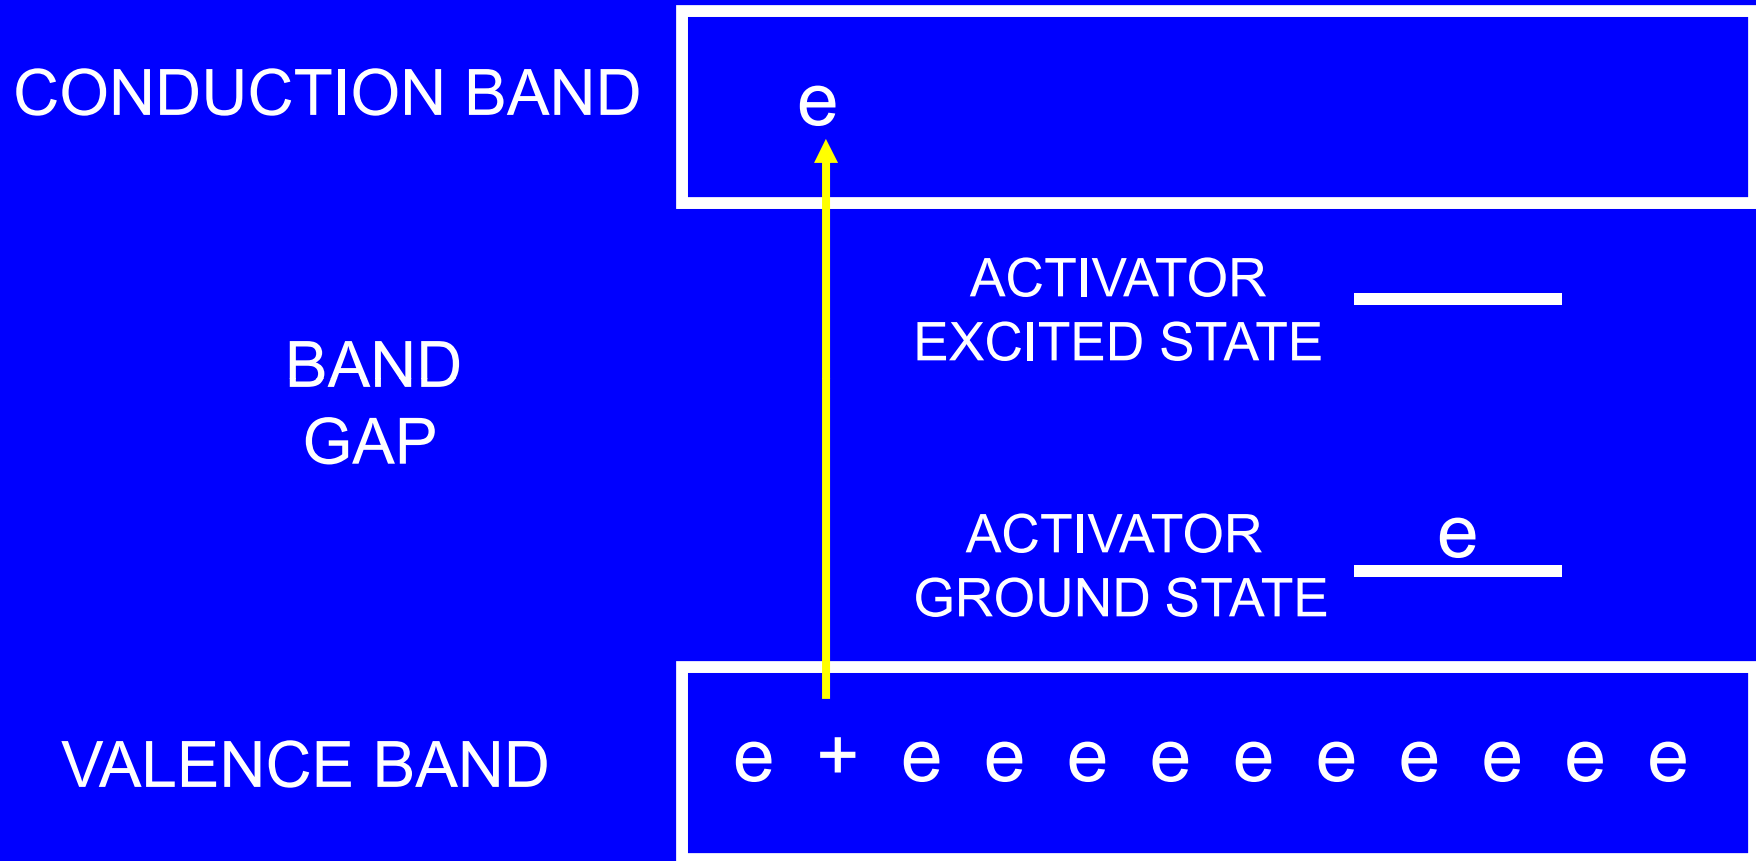 CONDUCTION BAND
e
ACTIVATOR
EXCITED STATE
BAND
GAP
ACTIVATOR
GROUND STATE
e
VALENCE BAND
e + e e e e e e e e e e